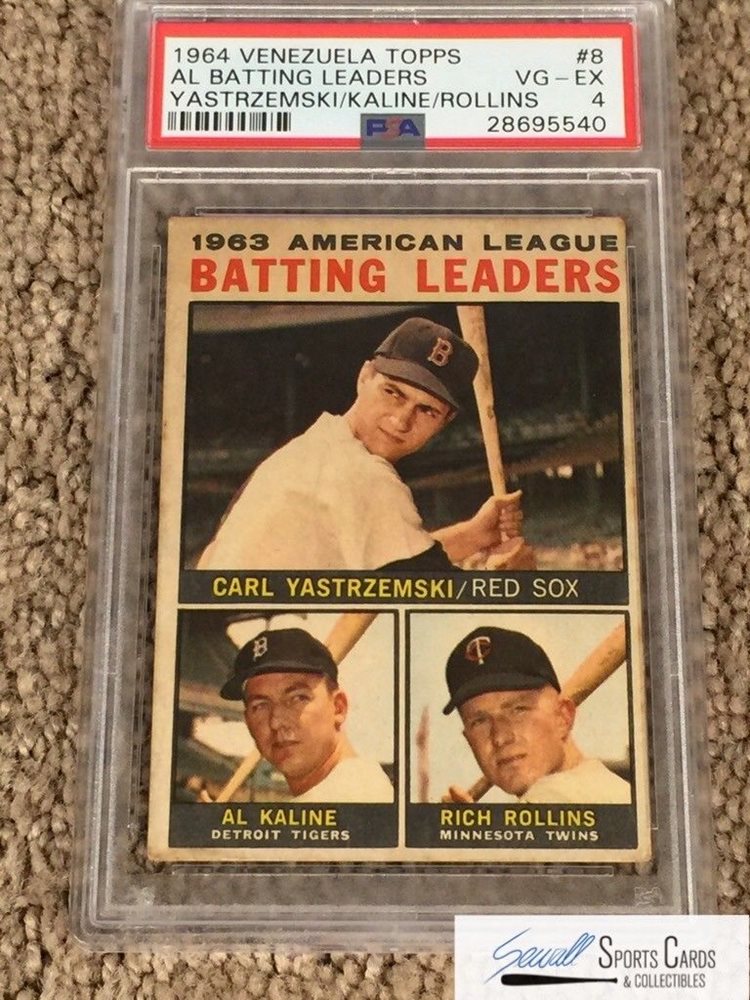 1964 VENEZUELA TOPPS #8
AL BATTING LEADERS VG-EX
YASTRZEMSKI/KALINE/ROLLINS 4
PSA 28695540
1963 AMERICAN LEAGUE
BATTING LEADERS
B
CARL YASTRZEMSKI/RED SOX
B
TC
AL KALINE
DETROIT TIGERS
RICH ROLLINS
MINNESOTA TWINS
Sewall SPORTS CARDS
& COLLECTIBLES